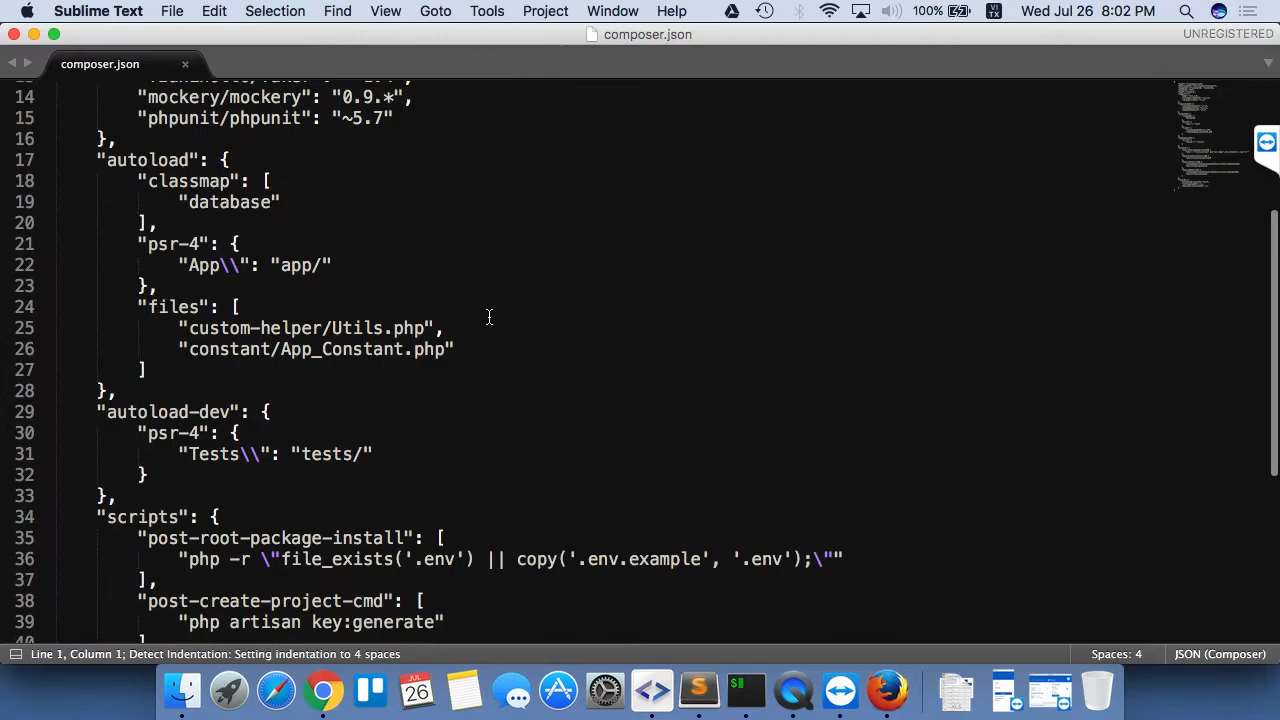 Sublime Text File Edit Selection Find View Goto Tools Project Window Help 100% VI TX Wed Jul 26 8:02 PM
composer.json UNREGISTERED
composer.json ×
14 "mockery/mockery": "0.9.*",
15 "phpunit/phpunit": "~5.7"
16 },
17 "autoload": {
18 "classmap": [
19 "database"
20 ],
21 "psr-4": {
22 "App\\": "app/"
23 },
24 "files": [
25 "custom-helper/Utils.php",
26 "constant/App_Constant.php"
27 ]
28 },
29 "autoload-dev": {
30 "psr-4": {
31 "Tests\\": "tests/"
32 }
33 },
34 "scripts": {
35 "post-root-package-install": [
36 "php -r \"file_exists('.env') || copy('.env.example', '.env');\""
37 ],
38 "post-create-project-cmd": [
39 "php artisan key:generate"
40 ]
Line 1, Column 1; Detect Indentation: Setting indentation to 4 spaces Spaces: 4 JSON (Composer)
JUL
26